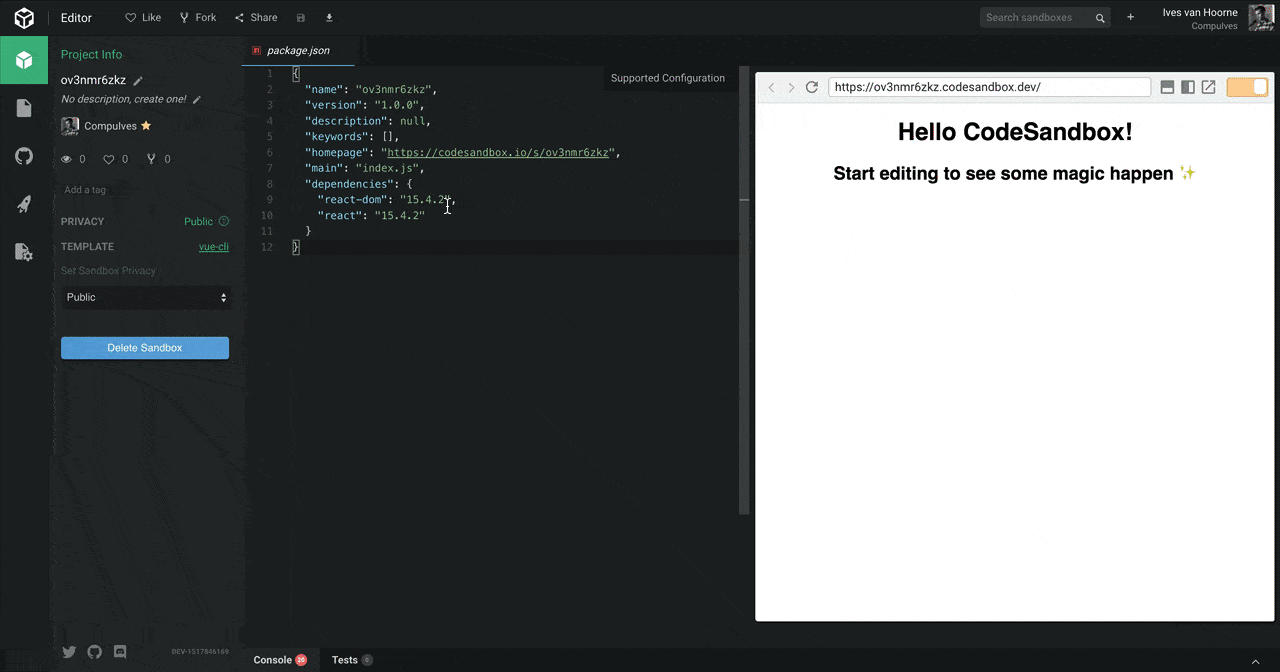 Editor Like Fork Share Search sandboxes + Ives van Hoorne
Compulves
Project Info
ov3nmr6zkz
No description, create one!
Compulves ⭐
0 0 0
Add a tag
PRIVACY Public
TEMPLATE vue-cli
Set Sandbox Privacy
Public
Delete Sandbox
DEV-1517846169
package.json
Supported Configuration
1 {
2 "name": "ov3nmr6zkz",
3 "version": "1.0.0",
4 "description": null,
5 "keywords": [],
6 "homepage": "https://codesandbox.io/s/ov3nmr6zkz",
7 "main": "index.js",
8 "dependencies": {
9 "react-dom": "15.4.2",
10 "react": "15.4.2"
11 }
12 }
Console 26 Tests 0
https://ov3nmr6zkz.codesandbox.dev/
Hello CodeSandbox!
Start editing to see some magic happen ✨